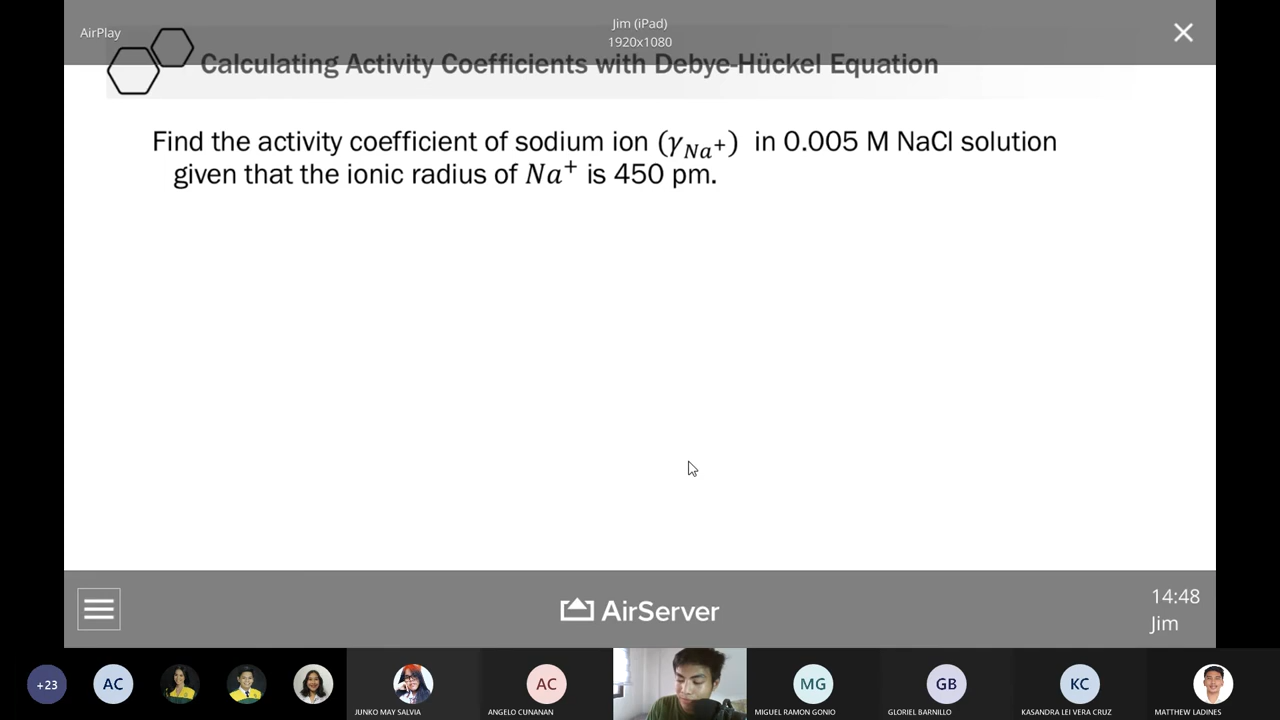 AirPlay
Jim (iPad)
1920x1080
Calculating Activity Coefficients with Debye-Hückel Equation
Find the activity coefficient of sodium ion (γ_Na⁺) in 0.005 M NaCl solution
given that the ionic radius of Na⁺ is 450 pm.
AirServer
14:48
Jim
+23
AC
AC
MG
GB
KC
JUNKO MAY SALVIA
ANGELO CUNANAN
MIGUEL RAMON GONIO
GLORIEL BARNILLO
KASANDRA LEI VERA CRUZ
MATTHEW LADINES